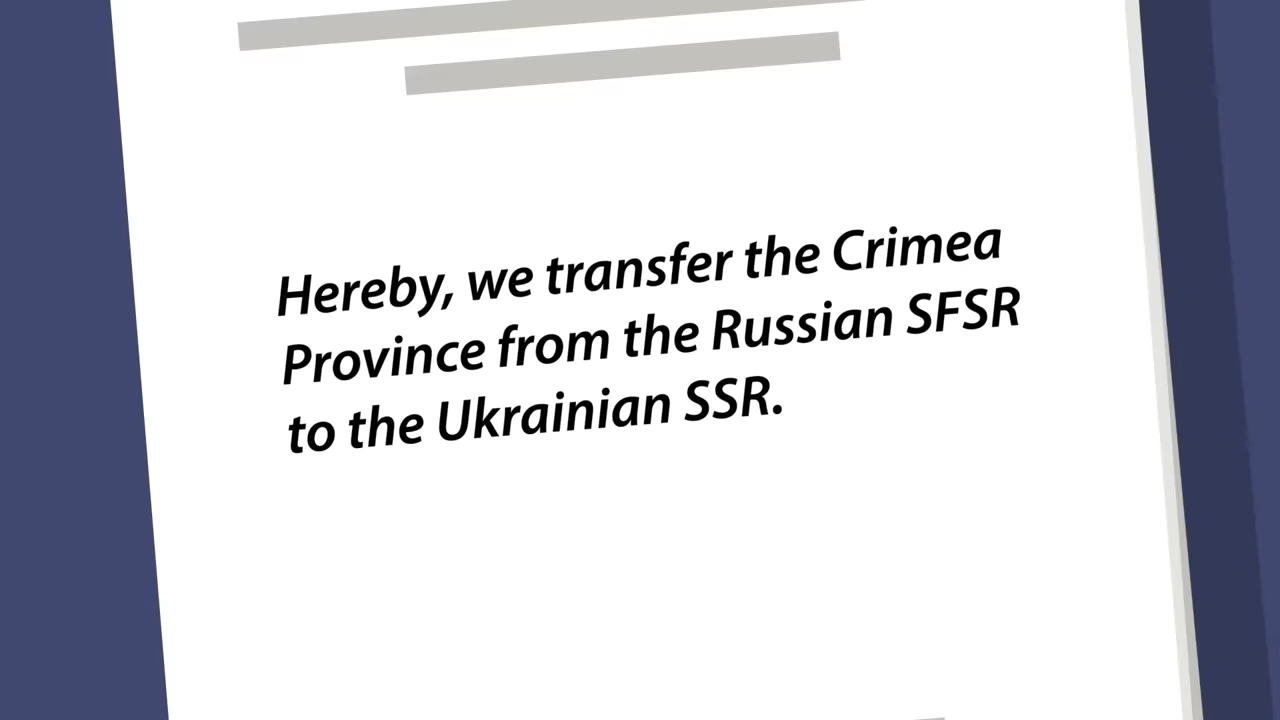 Hereby, we transfer the Crimea
Province from the Russian SFSR
to the Ukrainian SSR.